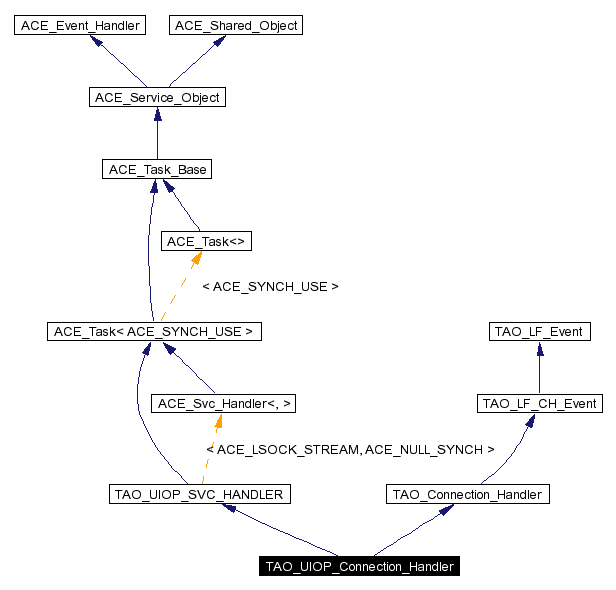 ACE_Event_Handler
ACE_Shared_Object
ACE_Service_Object
ACE_Task_Base
ACE_Task<>
< ACE_SYNCH_USE >
ACE_Task< ACE_SYNCH_USE >
TAO_LF_Event
ACE_Svc_Handler<, >
TAO_LF_CH_Event
< ACE_LSOCK_STREAM, ACE_NULL_SYNCH >
TAO_UIOP_SVC_HANDLER
TAO_Connection_Handler
TAO_UIOP_Connection_Handler